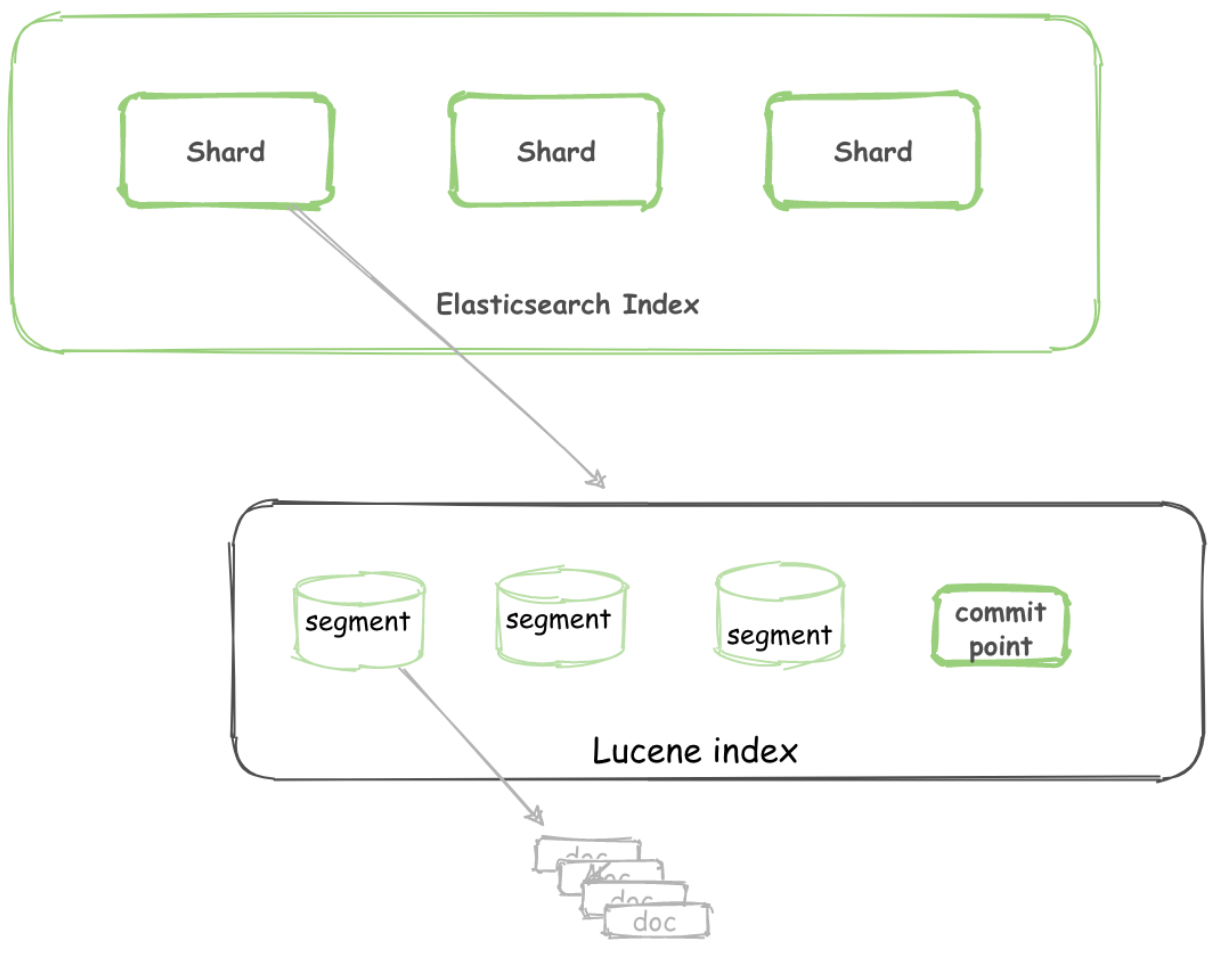 Shard
Shard
Shard
Elasticsearch Index
segment
segment
segment
commit
point
Lucene index
doc
doc
doc
doc